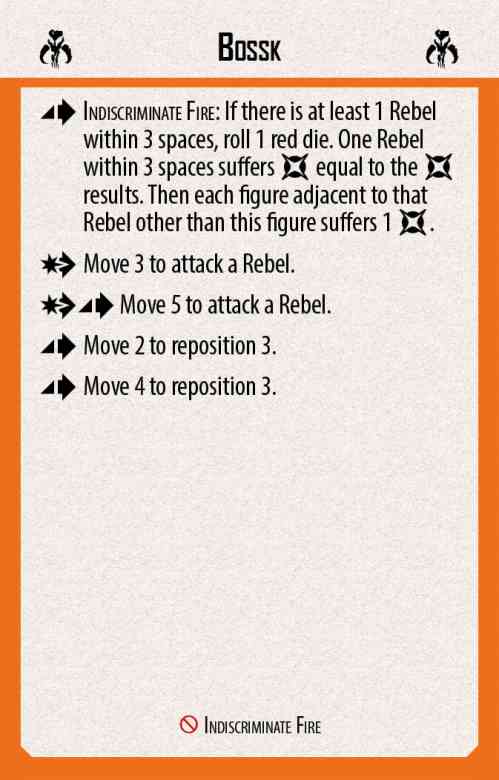 Bossk
Indiscriminate Fire: If there is at least 1 Rebel
within 3 spaces, roll 1 red die. One Rebel
within 3 spaces suffers equal to the
results. Then each figure adjacent to that
Rebel other than this figure suffers 1 .
Move 3 to attack a Rebel.
Move 5 to attack a Rebel.
Move 2 to reposition 3.
Move 4 to reposition 3.
Indiscriminate Fire